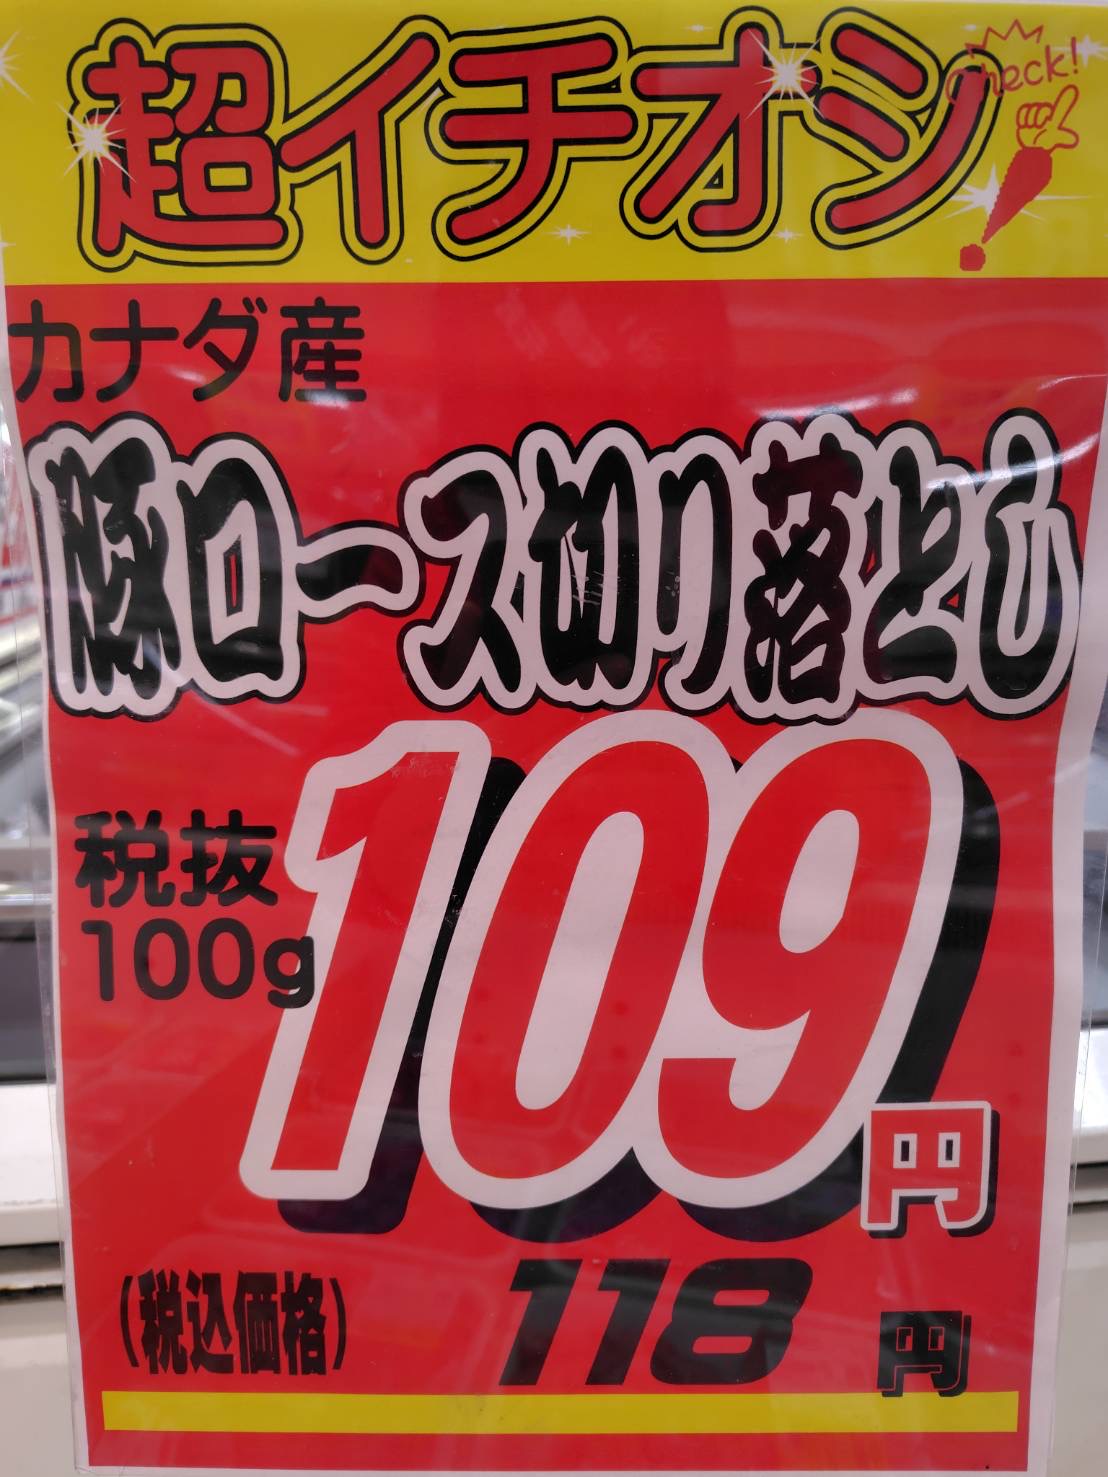 超イチオシ
Check!
カナダ産
豚ロース切り落とし
税抜
100g
109円
(税込価格) 118円